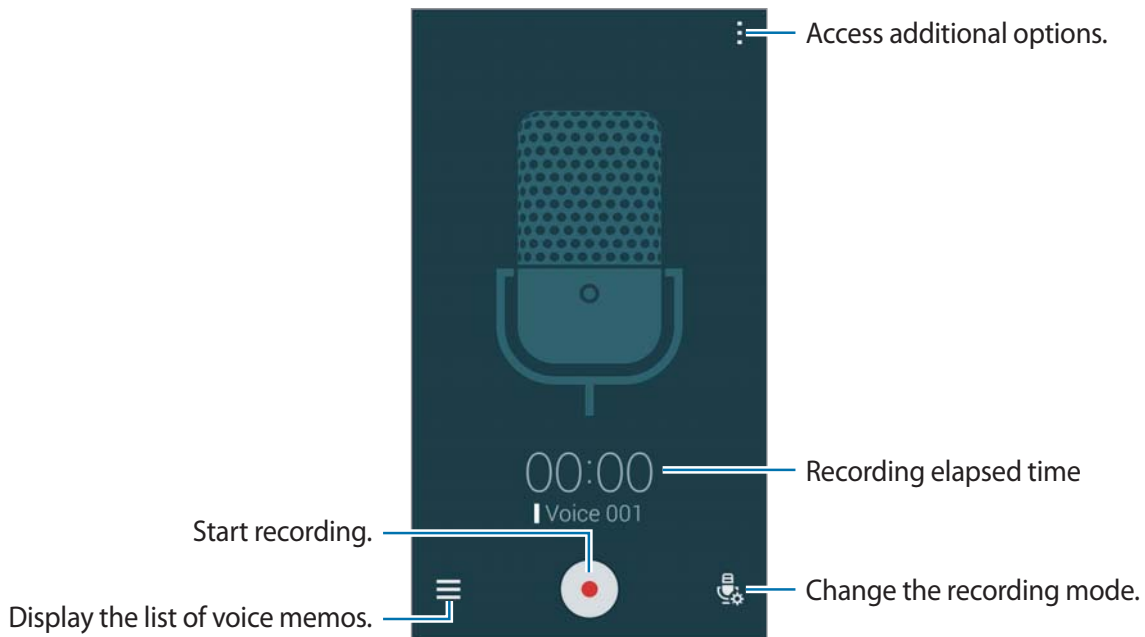 Access additional options.
00:00
Recording elapsed time
Voice 001
Start recording.
Change the recording mode.
Display the list of voice memos.